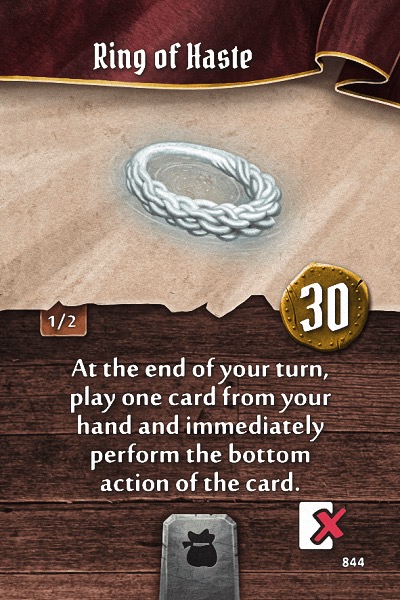 Ring of Haste
30
1/2
At the end of your turn,
play one card from your
hand and immediately
perform the bottom
action of the card.
844